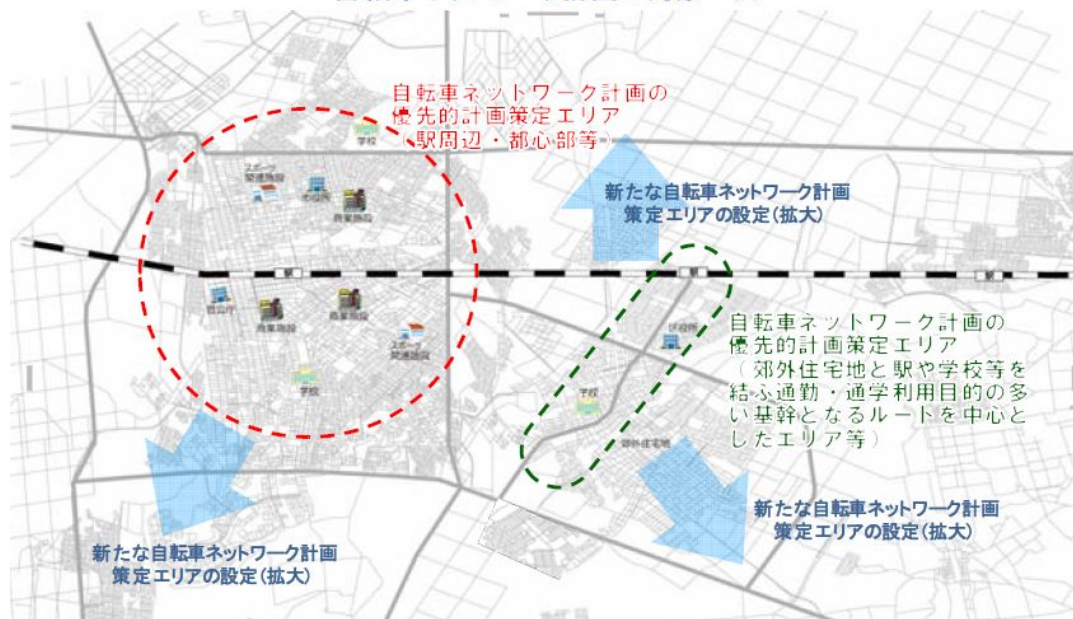 自転車ネットワーク計画の
優先的計画策定エリア
（駅周辺・都心部等）
学校
スポーツ
関連施設
市役所
商業施設
新たな自転車ネットワーク計画
策定エリアの設定(拡大)
駅
駅
駅
官公庁
商業施設
商業施設
スポーツ
関連施設
学校
区役所
自転車ネットワーク計画の
優先的計画策定エリア
（郊外住宅地と駅や学校等を
結ぶ通勤・通学利用目的の多
い基幹となるルートを中心と
したエリア等）
学校
郊外住宅地
新たな自転車ネットワーク計画
策定エリアの設定(拡大)
新たな自転車ネットワーク計画
策定エリアの設定(拡大)